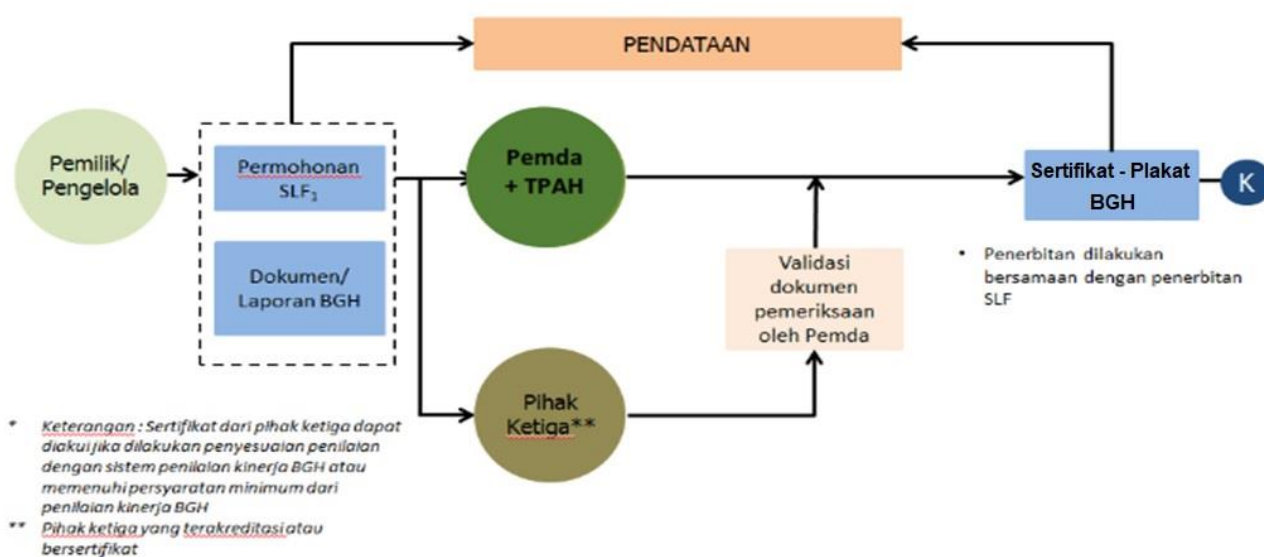 PENDATAAN
Pemilik/
Pengelola
Permohonan
SLF₁
Dokumen/
Laporan BGH
Pemda
+ TPAH
Pihak
Ketiga**
Validasi
dokumen
pemeriksaan
oleh Pemda
Sertifikat - Plakat
BGH
K
• Penerbitan dilakukan
bersamaan dengan penerbitan
SLF
* Keterangan : Sertifikat dari pihak ketiga dapat
diakui jika dilakukan penyesuaian penilaian
dengan sistem penilaian kinerja BGH atau
memenuhi persyaratan minimum dari
penilaian kinerja BGH
** Pihak ketiga yang terakreditasi atau
bersertifikat